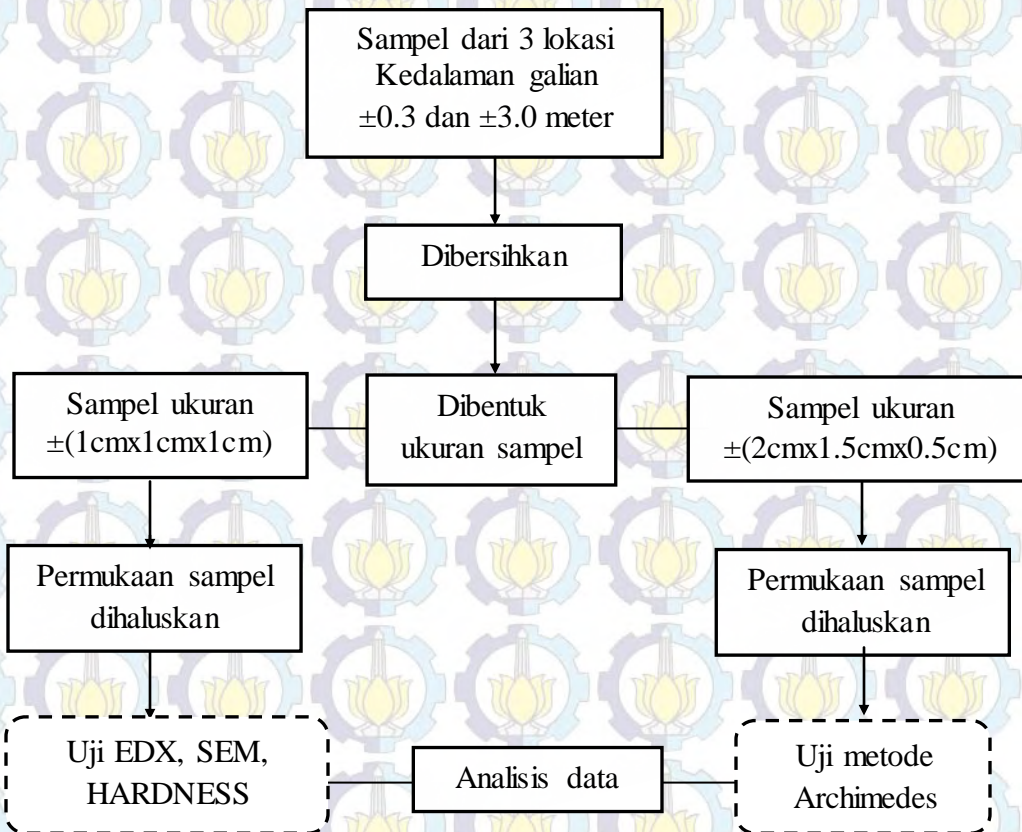 Sampel dari 3 lokasi
Kedalaman galian
±0.3 dan ±3.0 meter
Dibersihkan
Sampel ukuran
±(1cmx1cmx1cm)
Dibentuk
ukuran sampel
Sampel ukuran
±(2cmx1.5cmx0.5cm)
Permukaan sampel
dihaluskan
Permukaan sampel
dihaluskan
Uji EDX, SEM,
HARDNESS
Analisis data
Uji metode
Archimedes